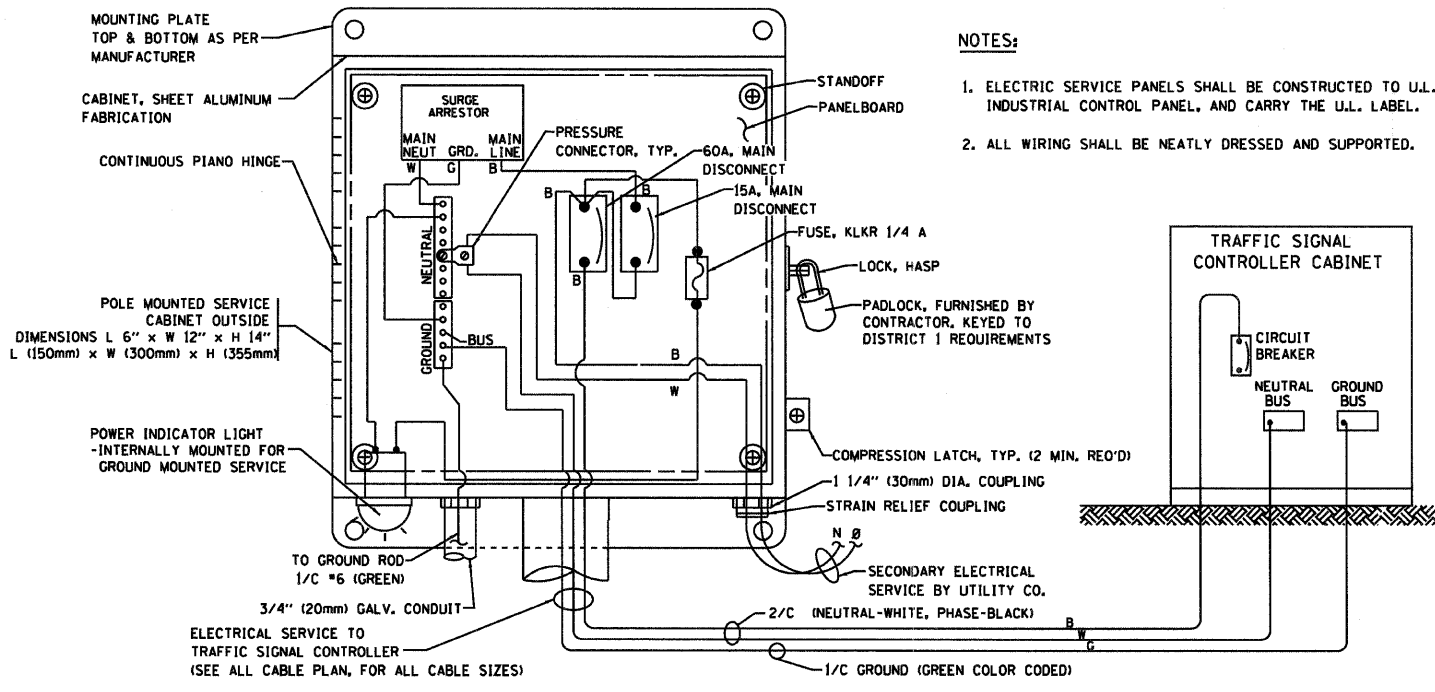 MOUNTING PLATE
TOP & BOTTOM AS PER
MANUFACTURER
CABINET, SHEET ALUMINUM
FABRICATION
CONTINUOUS PIANO HINGE
POLE MOUNTED SERVICE
CABINET OUTSIDE
DIMENSIONS L 6" x W 12" x H 14"
L (150mm) x W (300mm) x H (355mm)
POWER INDICATOR LIGHT
-INTERNALLY MOUNTED FOR
GROUND MOUNTED SERVICE
TO GROUND ROD
1/C #6 (GREEN)
3/4" (20mm) GALV. CONDUIT
ELECTRICAL SERVICE TO
TRAFFIC SIGNAL CONTROLLER
(SEE ALL CABLE PLAN, FOR ALL CABLE SIZES)
SURGE
ARRESTOR
MAIN
NEUT
GRD.
MAIN
LINE
W
G
B
PRESSURE
CONNECTOR, TYP.
NEUTRAL
GROUND
BUS
B
B
B
B
W
STANDOFF
PANELBOARD
60A, MAIN
DISCONNECT
15A, MAIN
DISCONNECT
FUSE, KLKR 1/4 A
LOCK, HASP
PADLOCK, FURNISHED BY
CONTRACTOR, KEYED TO
DISTRICT 1 REQUIREMENTS
COMPRESSION LATCH, TYP. (2 MIN. REO'D)
1 1/4" (30mm) DIA. COUPLING
STRAIN RELIEF COUPLING
N Ø
SECONDARY ELECTRICAL
SERVICE BY UTILITY CO.
2/C (NEUTRAL-WHITE, PHASE-BLACK)
B
W
G
1/C GROUND (GREEN COLOR CODED)
NOTES:
1. ELECTRIC SERVICE PANELS SHALL BE CONSTRUCTED TO U.L.
INDUSTRIAL CONTROL PANEL, AND CARRY THE U.L. LABEL.
2. ALL WIRING SHALL BE NEATLY DRESSED AND SUPPORTED.
TRAFFIC SIGNAL
CONTROLLER CABINET
CIRCUIT
BREAKER
NEUTRAL
BUS
GROUND
BUS